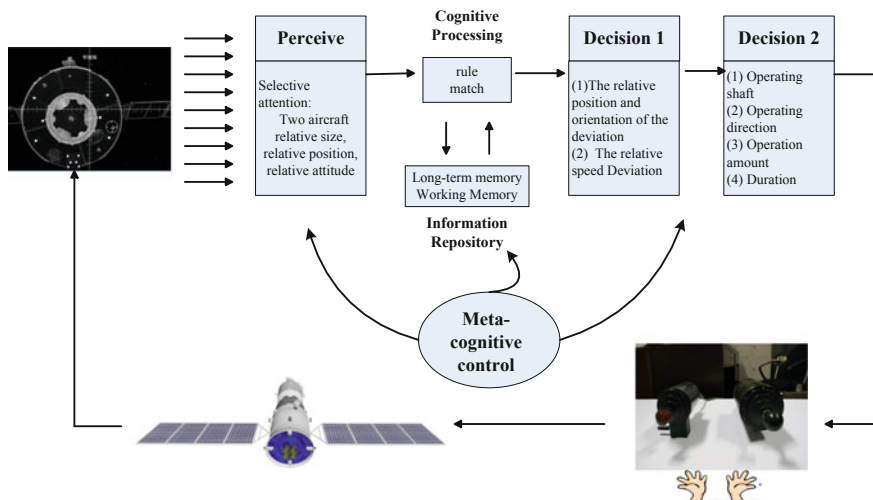 Perceive
Selective
attention:
Two aircraft
relative size,
relative position,
relative attitude
Cognitive
Processing
rule
match
Long-term memory
Working Memory
Information
Repository
Decision 1
(1)The relative
position and
orientation of the
deviation
(2) The relative
speed Deviation
Decision 2
(1) Operating
shaft
(2) Operating
direction
(3) Operation
amount
(4) Duration
Meta-
cognitive
control